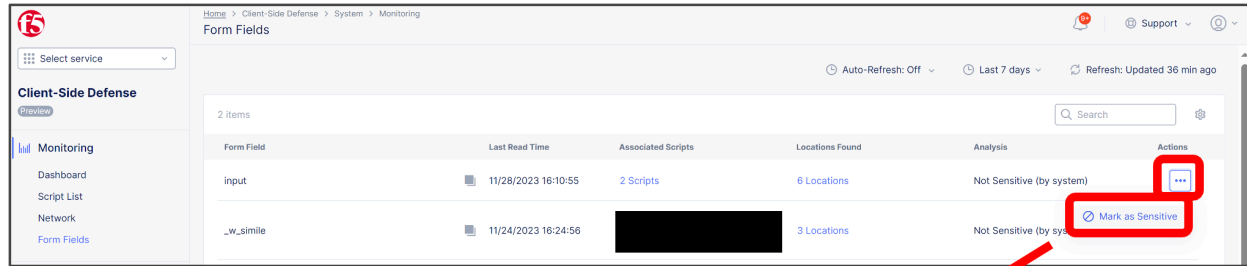 f5
Home > Client-Side Defense > System > Monitoring
Form Fields
9+
Support
Select service
Auto-Refresh: Off
Last 7 days
Refresh: Updated 36 min ago
Client-Side Defense
Preview
2 items
Search
Monitoring
Form Field Last Read Time Associated Scripts Locations Found Analysis Actions
Dashboard
input 11/28/2023 16:10:55 2 Scripts 6 Locations Not Sensitive (by system) ...
Script List
Network
Mark as Sensitive
_w_simile 11/24/2023 16:24:56 3 Locations Not Sensitive (by sys
Form Fields